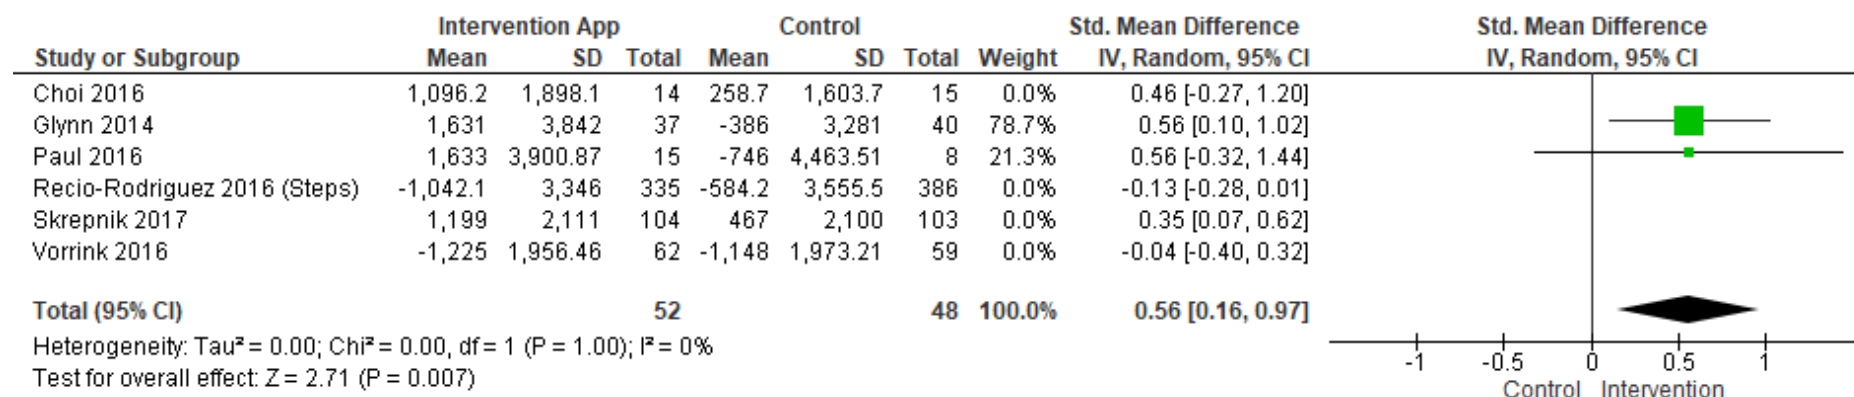 Intervention App Control Std. Mean Difference Std. Mean Difference
Study or Subgroup Mean SD Total Mean SD Total Weight IV, Random, 95% CI IV, Random, 95% CI
Choi 2016 1,096.2 1,898.1 14 258.7 1,603.7 15 0.0% 0.46 [-0.27, 1.20]
Glynn 2014 1,631 3,842 37 -386 3,281 40 78.7% 0.56 [0.10, 1.02]
Paul 2016 1,633 3,900.87 15 -746 4,463.51 8 21.3% 0.56 [-0.32, 1.44]
Recio-Rodriguez 2016 (Steps) -1,042.1 3,346 335 -584.2 3,555.5 386 0.0% -0.13 [-0.28, 0.01]
Skrepnik 2017 1,199 2,111 104 467 2,100 103 0.0% 0.35 [0.07, 0.62]
Vorrink 2016 -1,225 1,956.46 62 -1,148 1,973.21 59 0.0% -0.04 [-0.40, 0.32]
Total (95% CI) 52 48 100.0% 0.56 [0.16, 0.97]
Heterogeneity: Tau² = 0.00; Chi² = 0.00, df = 1 (P = 1.00); I² = 0%
Test for overall effect: Z = 2.71 (P = 0.007)
-1 -0.5 0 0.5 1
Control Intervention